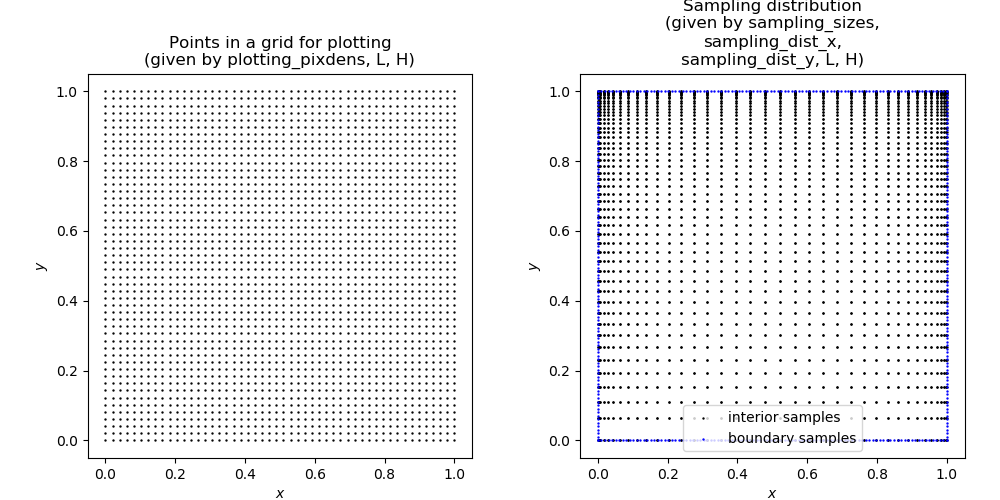 Points in a grid for plotting
(given by plotting_pixdens, L, H)
1.0
0.8
0.6
0.4
0.2
0.0
y
0.0 0.2 0.4 0.6 0.8 1.0
x
Sampling distribution
(given by sampling_sizes,
sampling_dist_x,
sampling_dist_y, L, H)
1.0
0.8
0.6
0.4
0.2
0.0
y
interior samples
boundary samples
0.0 0.2 0.4 0.6 0.8 1.0
x